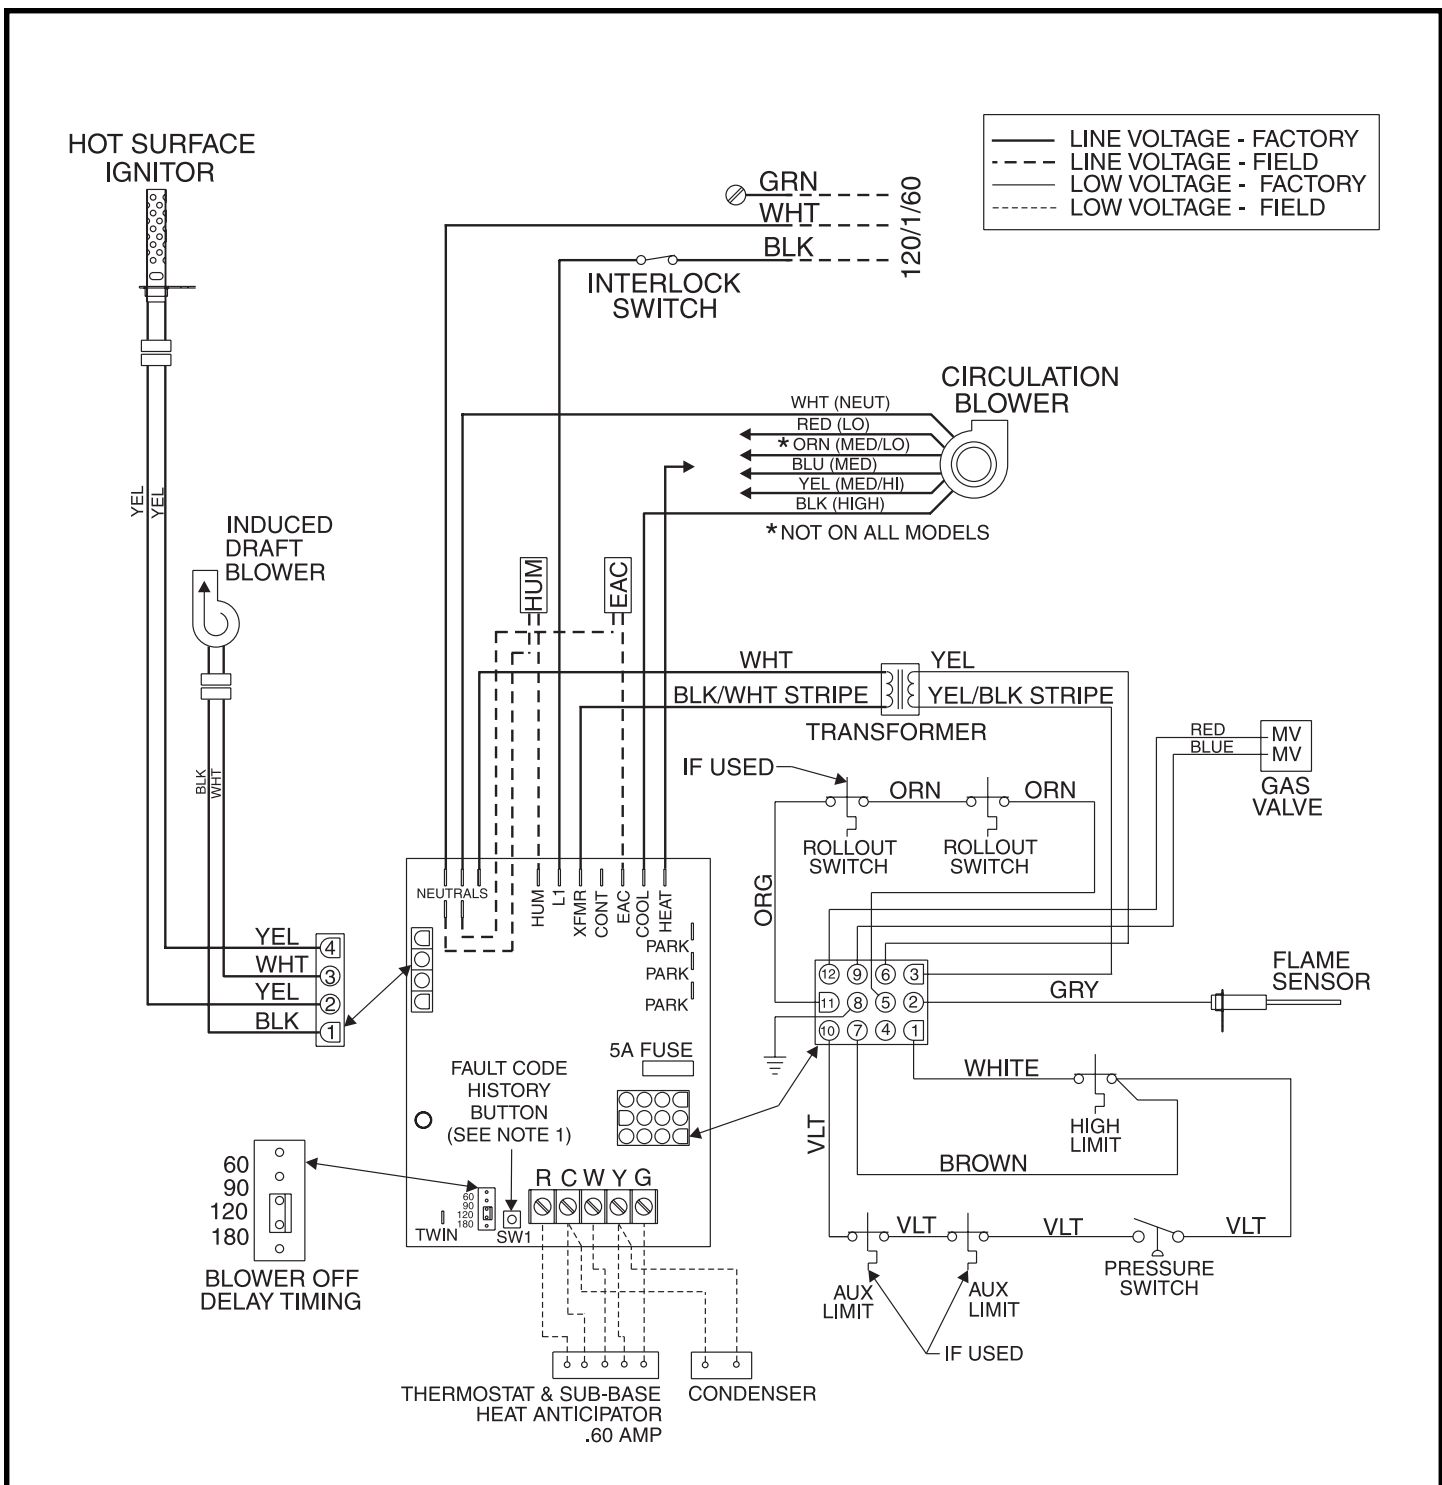 HOT SURFACE
IGNITOR
LINE VOLTAGE - FACTORY
LINE VOLTAGE - FIELD
LOW VOLTAGE - FACTORY
LOW VOLTAGE - FIELD
GRN
WHT
BLK
120/1/60
INTERLOCK
SWITCH
CIRCULATION
BLOWER
WHT (NEUT)
RED (LO)
* ORN (MED/LO)
BLU (MED)
YEL (MED/HI)
BLK (HIGH)
* NOT ON ALL MODELS
YEL
YEL
INDUCED
DRAFT
BLOWER
BLK
WHT
HUM
EAC
WHT
BLK/WHT STRIPE
YEL
YEL/BLK STRIPE
TRANSFORMER
RED
BLUE
MV
MV
GAS
VALVE
IF USED
ORN
ORN
ROLLOUT
SWITCH
ROLLOUT
SWITCH
ORG
NEUTRALS
HUM
L1
XFMR
CONT
EAC
COOL
HEAT
PARK
PARK
PARK
YEL
WHT
YEL
BLK
4
3
2
1
12 9 6 3
11 8 5 2
10 7 4 1
GRY
FLAME
SENSOR
5A FUSE
FAULT CODE
HISTORY
BUTTON
(SEE NOTE 1)
WHITE
HIGH
LIMIT
BROWN
VLT
VLT
VLT
VLT
PRESSURE
SWITCH
AUX
LIMIT
AUX
LIMIT
IF USED
60
90
120
180
BLOWER OFF
DELAY TIMING
60
90
120
180
TWIN
SW1
R C W Y G
THERMOSTAT & SUB-BASE
HEAT ANTICIPATOR
.60 AMP
CONDENSER